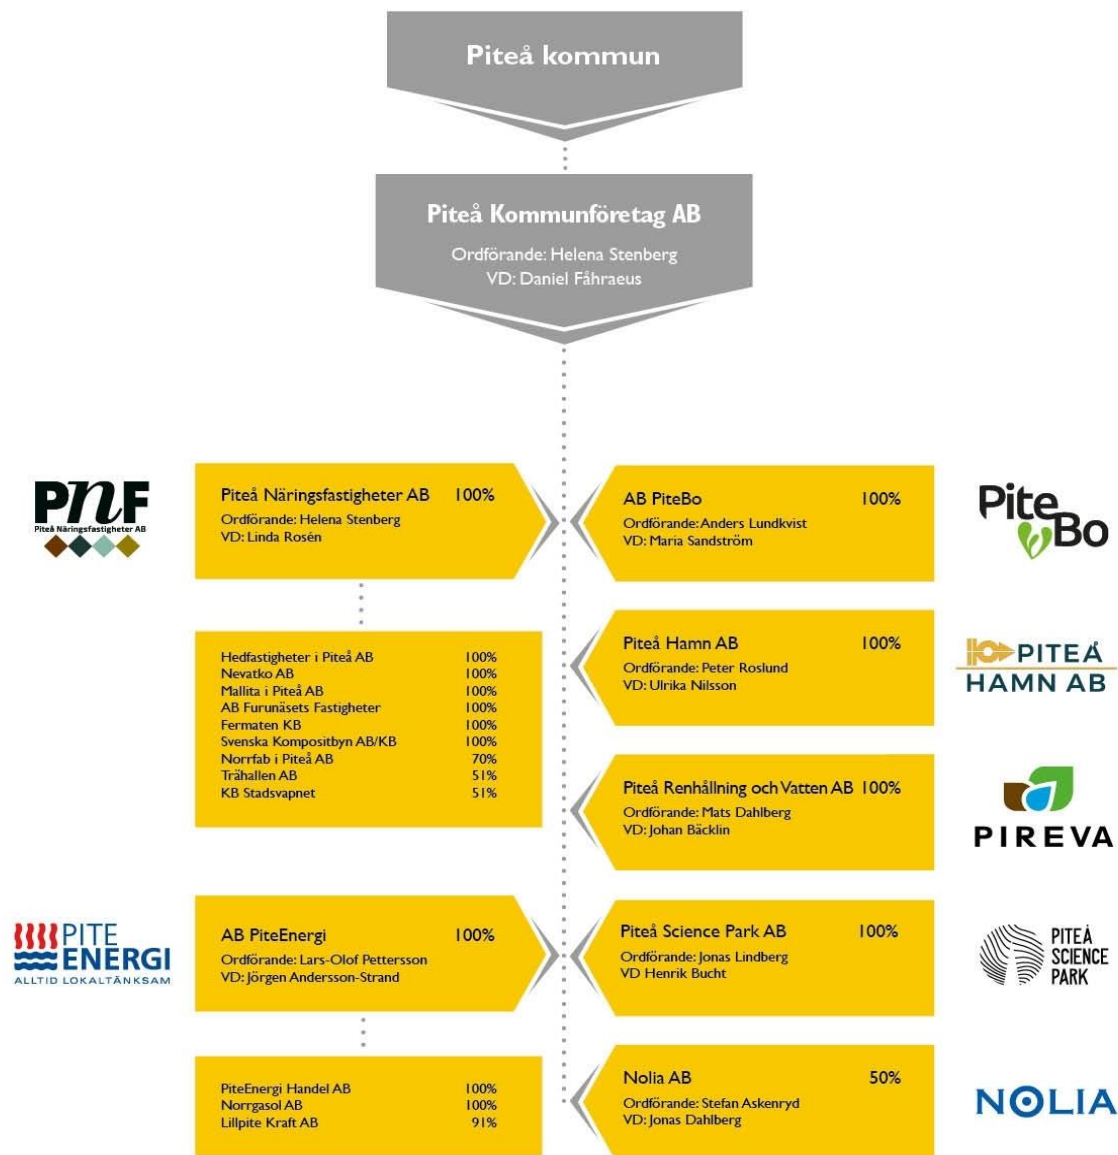 Piteå kommun
Piteå Kommunföretag AB
Ordförande: Helena Stenberg
VD: Daniel Fåhraeus
PnF
Piteå Näringsfastigheter AB
Piteå Näringsfastigheter AB 100%
Ordförande: Helena Stenberg
VD: Linda Rosén
Hedfastigheter i Piteå AB 100%
Nevatko AB 100%
Mallita i Piteå AB 100%
AB Furunäsets Fastigheter 100%
Fermaten KB 100%
Svenska Kompositbyn AB/KB 100%
Norrfab i Piteå AB 70%
Trähallen AB 51%
KB Stadsvapnet 51%
PITE
ENERGI
ALLTID LOKALTÄNKSAM
AB PiteEnergi 100%
Ordförande: Lars-Olof Pettersson
VD: Jörgen Andersson-Strand
PiteEnergi Handel AB 100%
Norrgasol AB 100%
Lillpite Kraft AB 91%
AB PiteBo 100%
Ordförande: Anders Lundkvist
VD: Maria Sandström
Pite
Bo
Piteå Hamn AB 100%
Ordförande: Peter Roslund
VD: Ulrika Nilsson
PITEÅ
HAMN AB
Piteå Renhållning och Vatten AB 100%
Ordförande: Mats Dahlberg
VD: Johan Bäcklin
PIREVA
Piteå Science Park AB 100%
Ordförande: Jonas Lindberg
VD Henrik Bucht
PITEÅ
SCIENCE
PARK
Nolia AB 50%
Ordförande: Stefan Askenryd
VD: Jonas Dahlberg
NOLIA